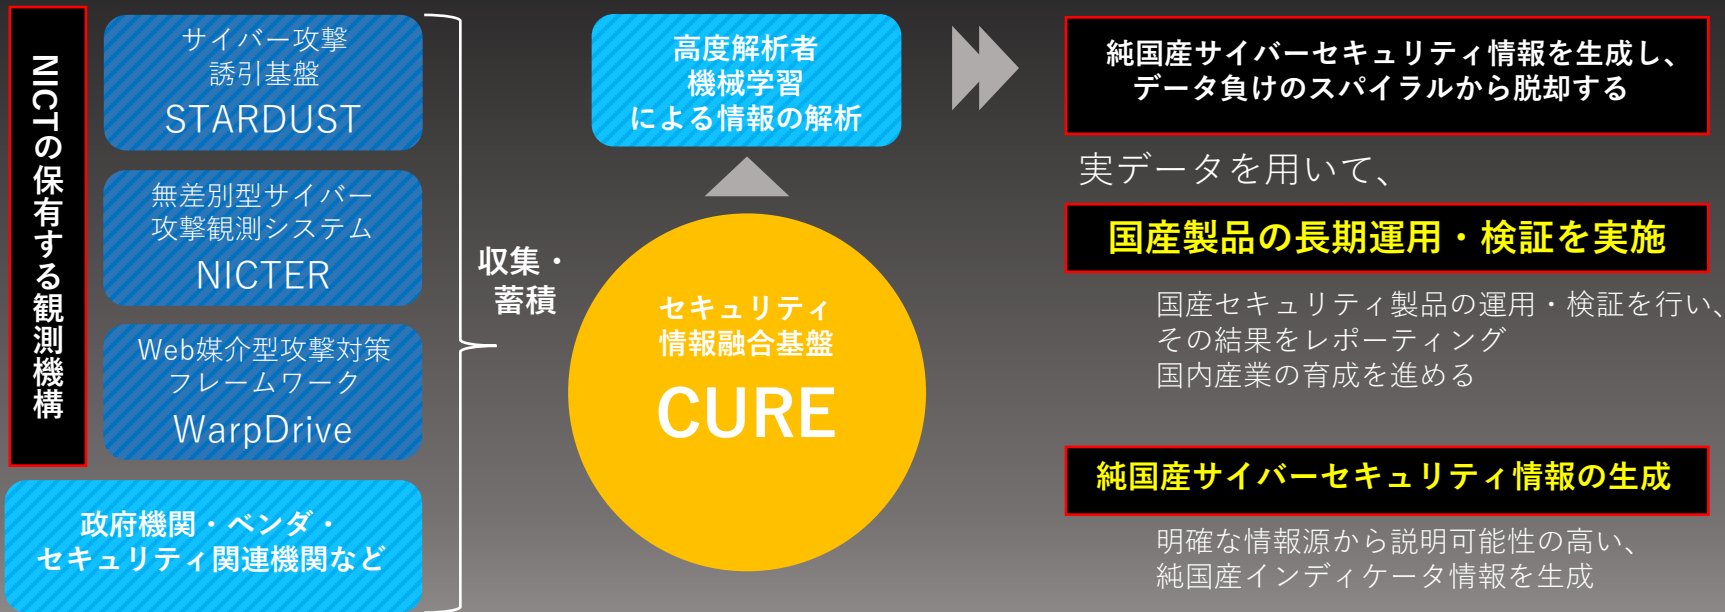 NICTの保有する観測機構
サイバー攻撃
誘引基盤
STARDUST
無差別型サイバー
攻撃観測システム
NICTER
Web媒介型攻撃対策
フレームワーク
WarpDrive
政府機関・ベンダ・
セキュリティ関連機関など
収集・
蓄積
高度解析者
機械学習
による情報の解析
セキュリティ
情報融合基盤
CURE
純国産サイバーセキュリティ情報を生成し、
データ負けのスパイラルから脱却する
実データを用いて、
国産製品の長期運用・検証を実施
国産セキュリティ製品の運用・検証を行い、
その結果をレポーティング
国内産業の育成を進める
純国産サイバーセキュリティ情報の生成
明確な情報源から説明可能性の高い、
純国産インディケータ情報を生成